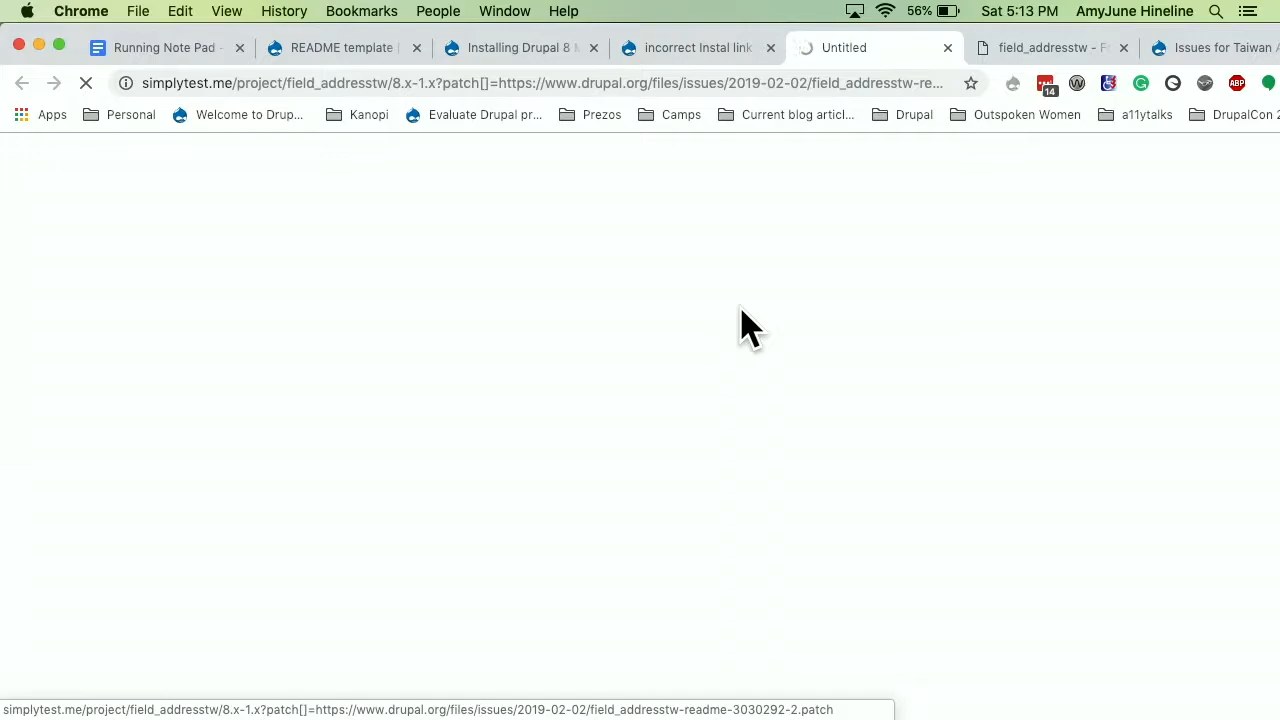 Chrome File Edit View History Bookmarks People Window Help 56% Sat 5:13 PM AmyJune Hineline
Running Note Pad - README template | Installing Drupal 8 M incorrect Instal link Untitled field_addresstw - F Issues for Taiwan A
simplytest.me/project/field_addresstw/8.x-1.x?patch[]=https://www.drupal.org/files/issues/2019-02-02/field_addresstw-re... 14 ABP
Apps Personal Welcome to Drup... Kanopi Evaluate Drupal pr... Prezos Camps Current blog articl... Drupal Outspoken Women a11ytalks DrupalCon 2
simplytest.me/project/field_addresstw/8.x-1.x?patch[]=https://www.drupal.org/files/issues/2019-02-02/field_addresstw-readme-3030292-2.patch